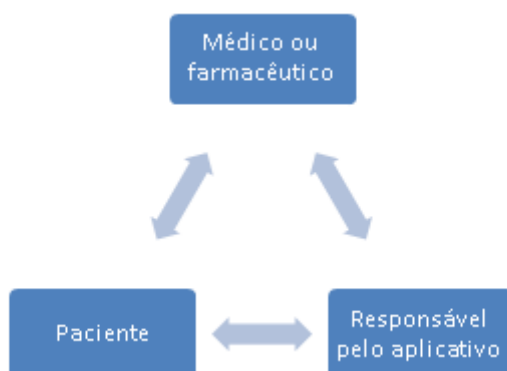 Médico ou
farmacêutico
Paciente
Responsável
pelo aplicativo